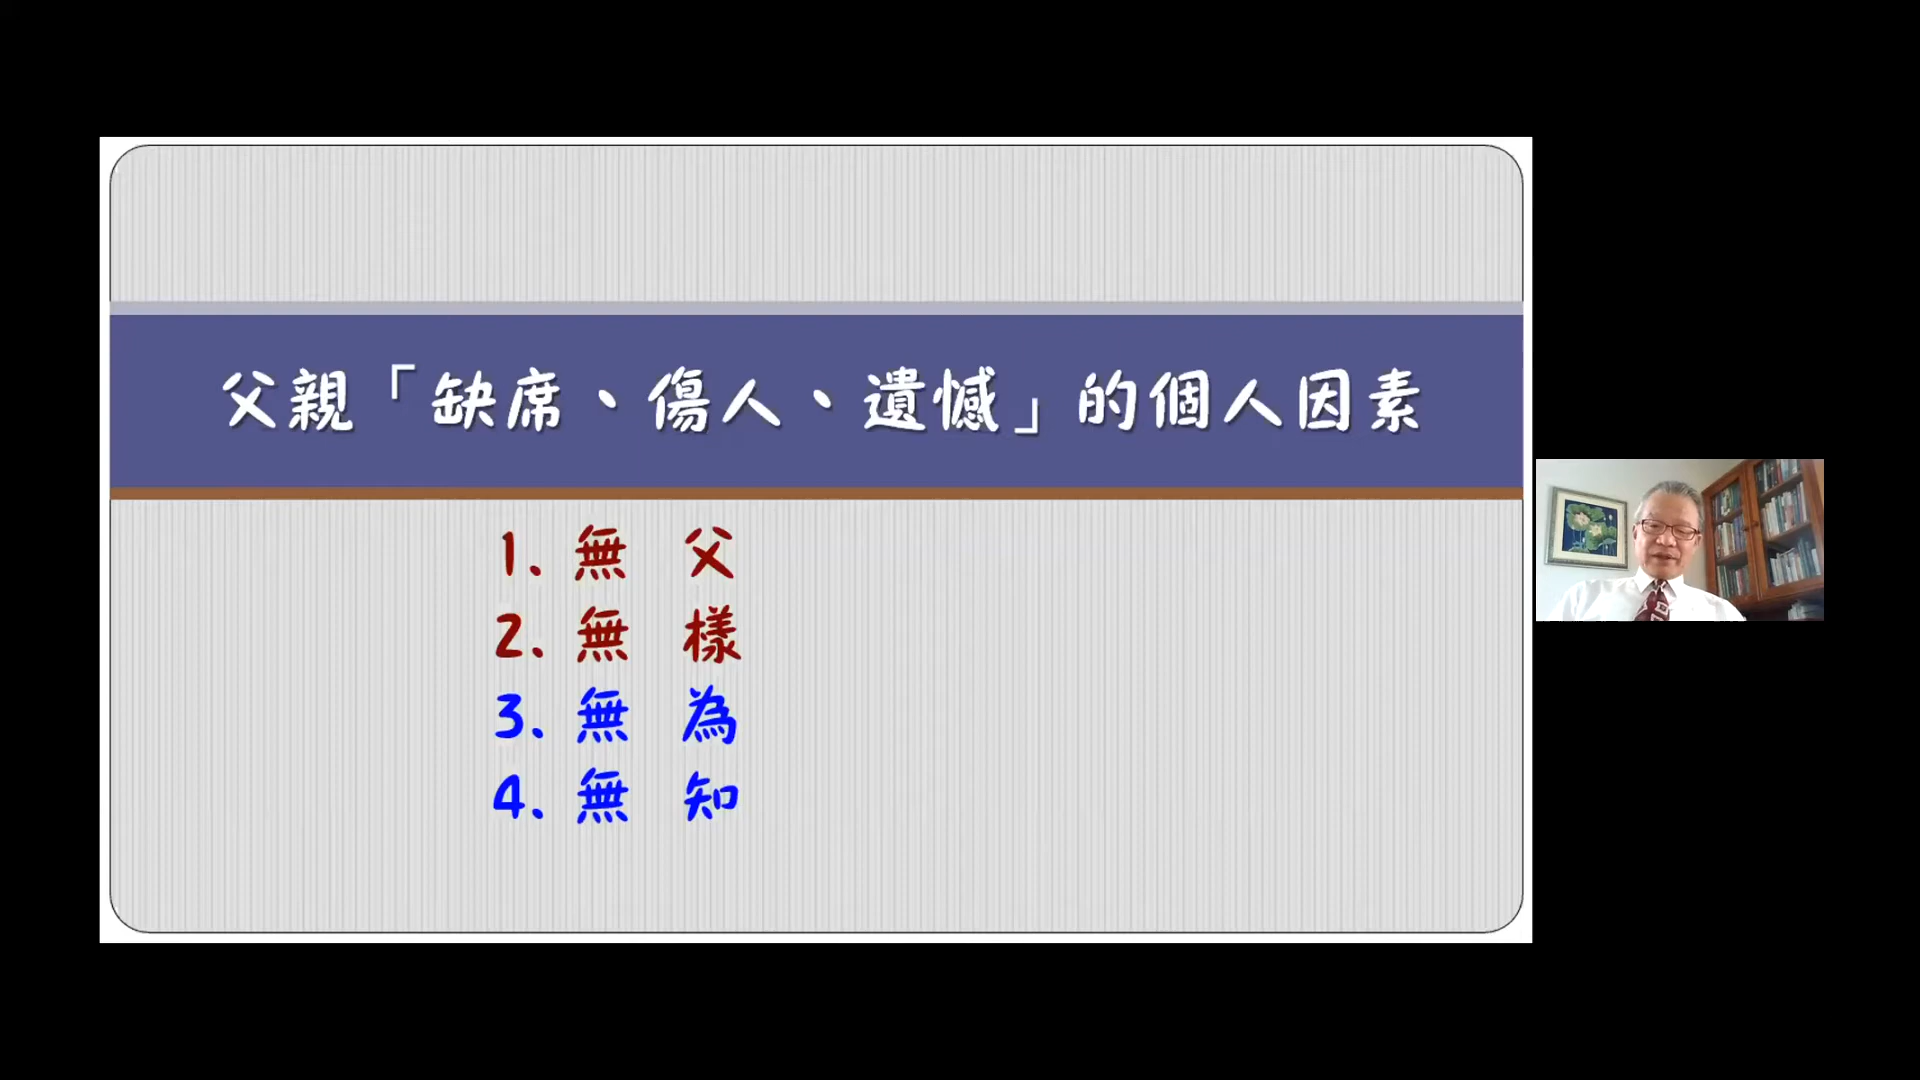 父親「缺席、傷人、遺憾」的個人因素
1. 無 父
2. 無 樣
3. 無 為
4. 無 知